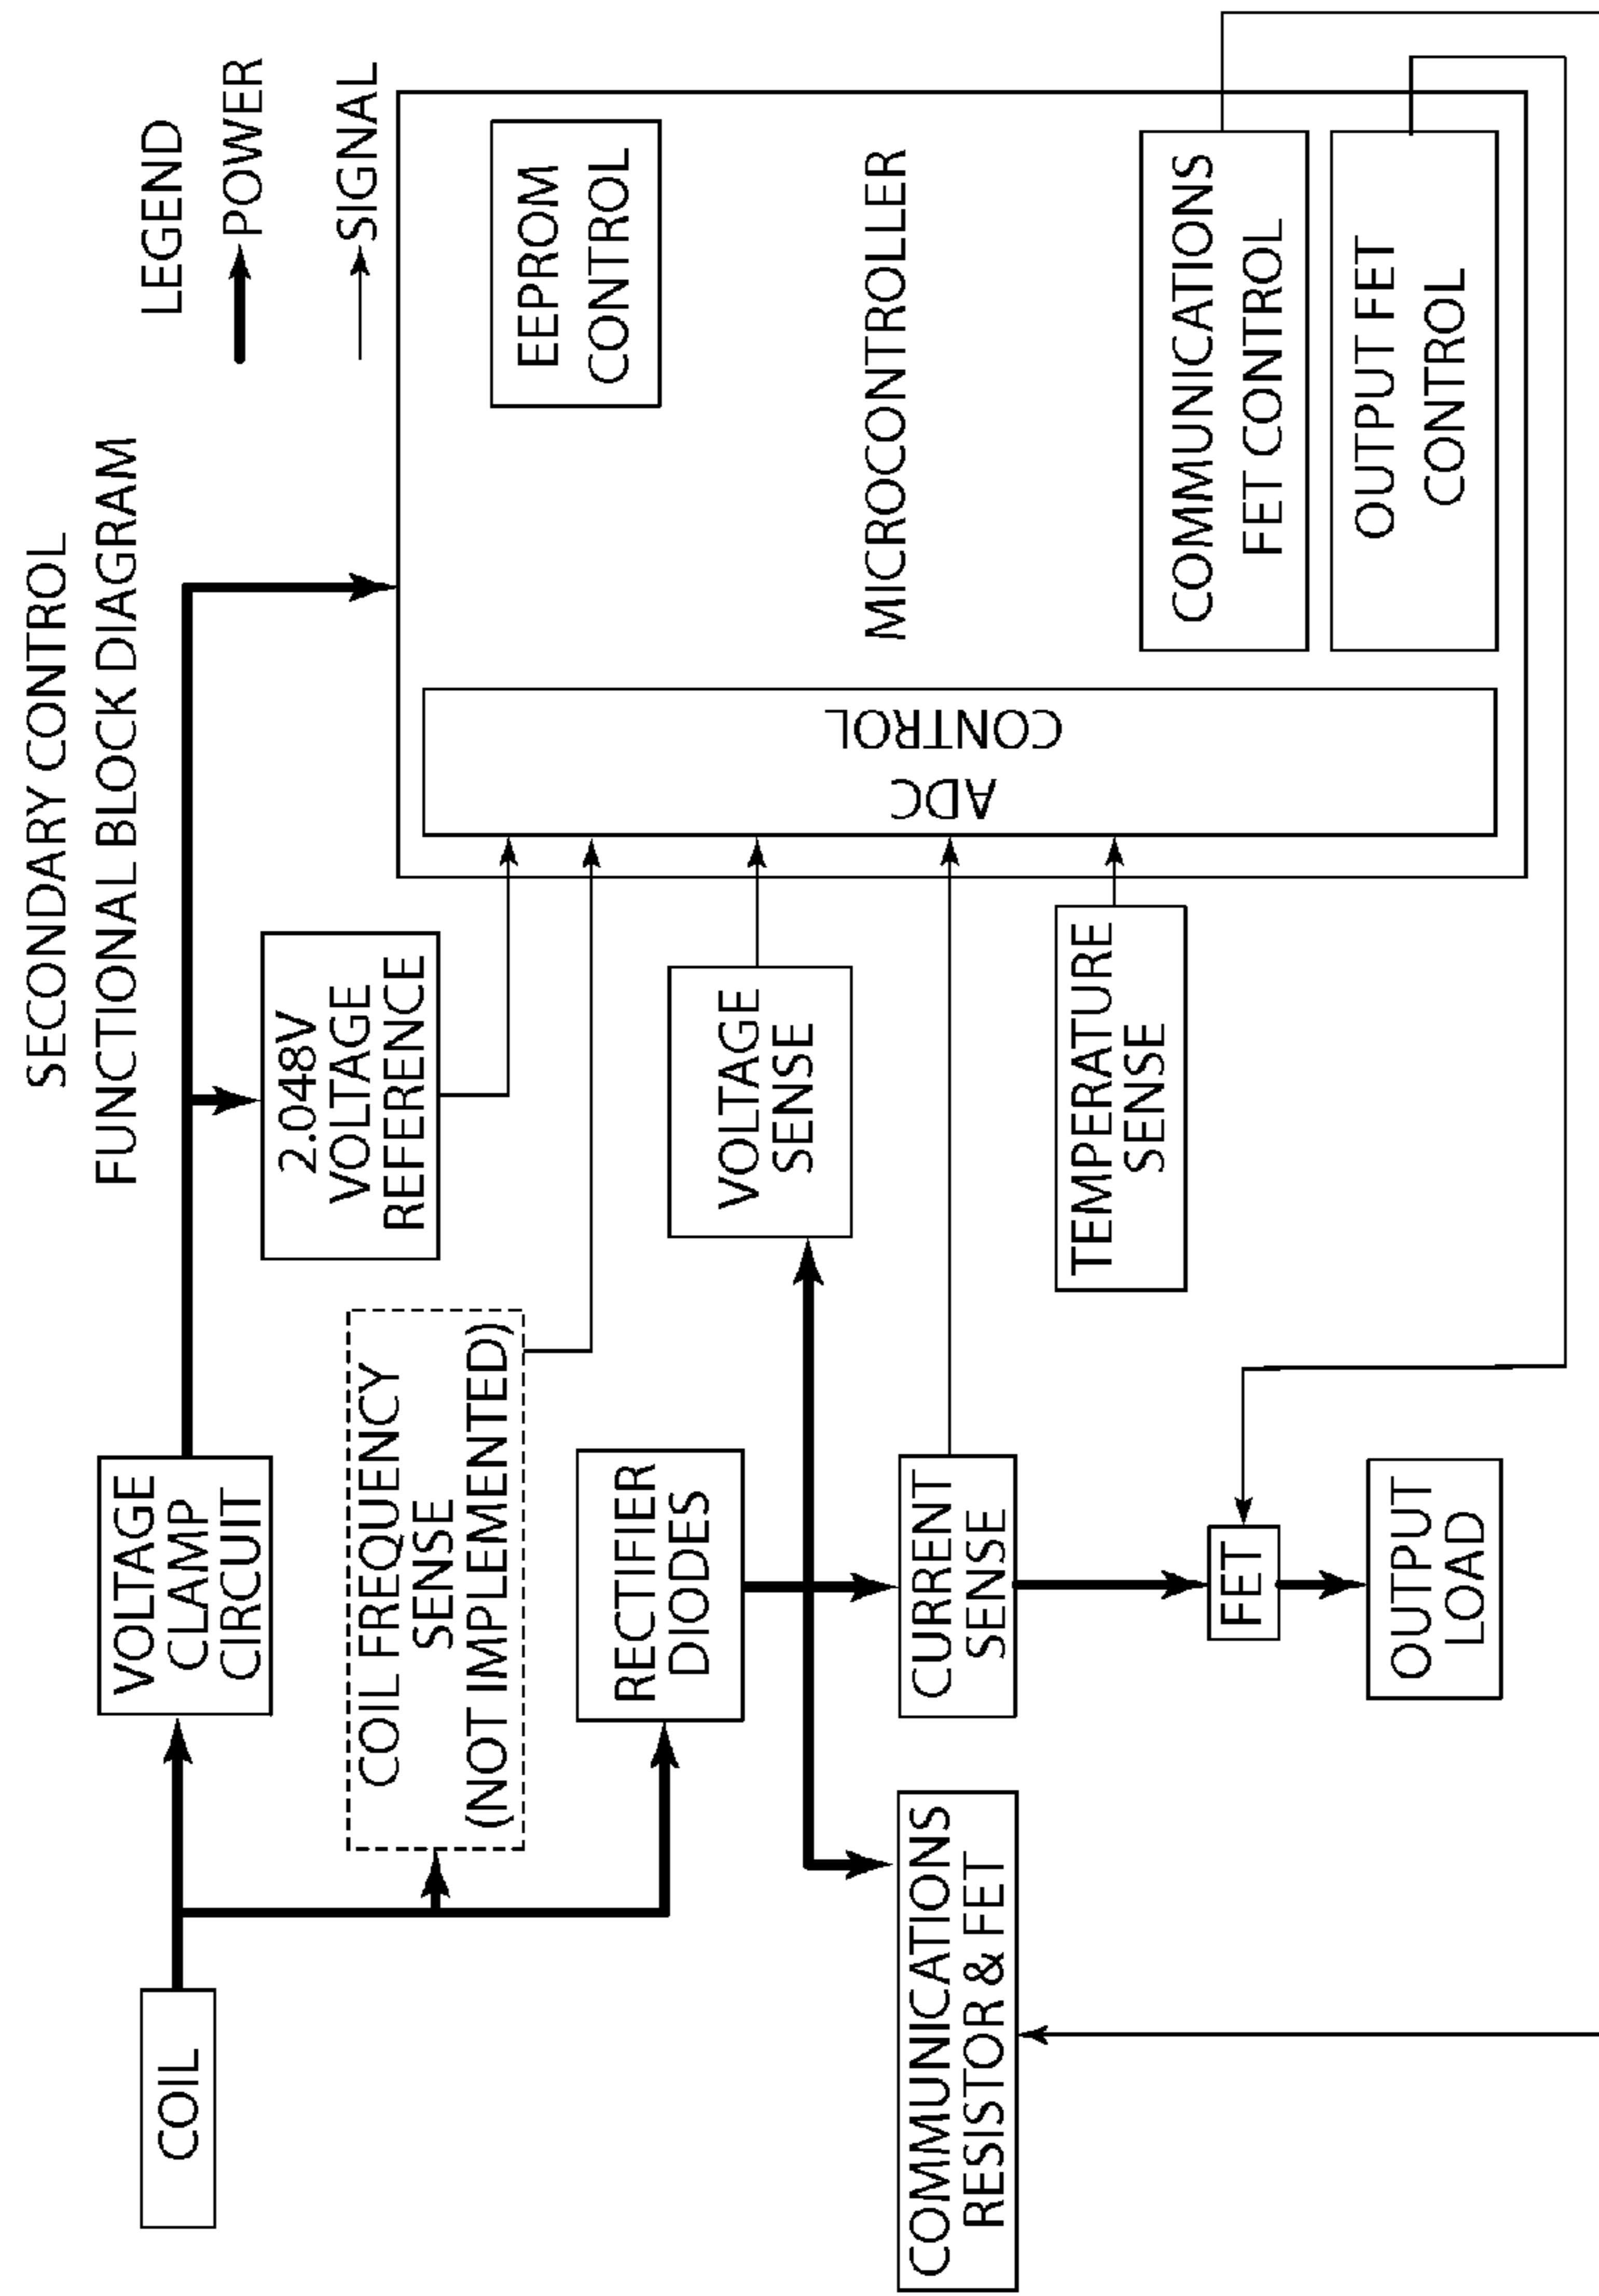 SECONDARY CONTROL
FUNCTIONAL BLOCK DIAGRAM
LEGEND
POWER
SIGNAL
COIL
VOLTAGE
CLAMP
CIRCUIT
2.048V
VOLTAGE
REFERENCE
COIL FREQUENCY
SENSE
(NOT IMPLEMENTED))
RECTIFIER
DIODES
VOLTAGE
SENSE
COMMUNICATIONS
RESISTOR & FET
CURRENT
SENSE
TEMPERATURE
SENSE
FET
OUTPUT
LOAD
ADC
CONTROL
EEPROM
CONTROL
MICROCONTROLLER
COMMUNICATIONS
FET CONTROL
OUTPUT FET
CONTROL